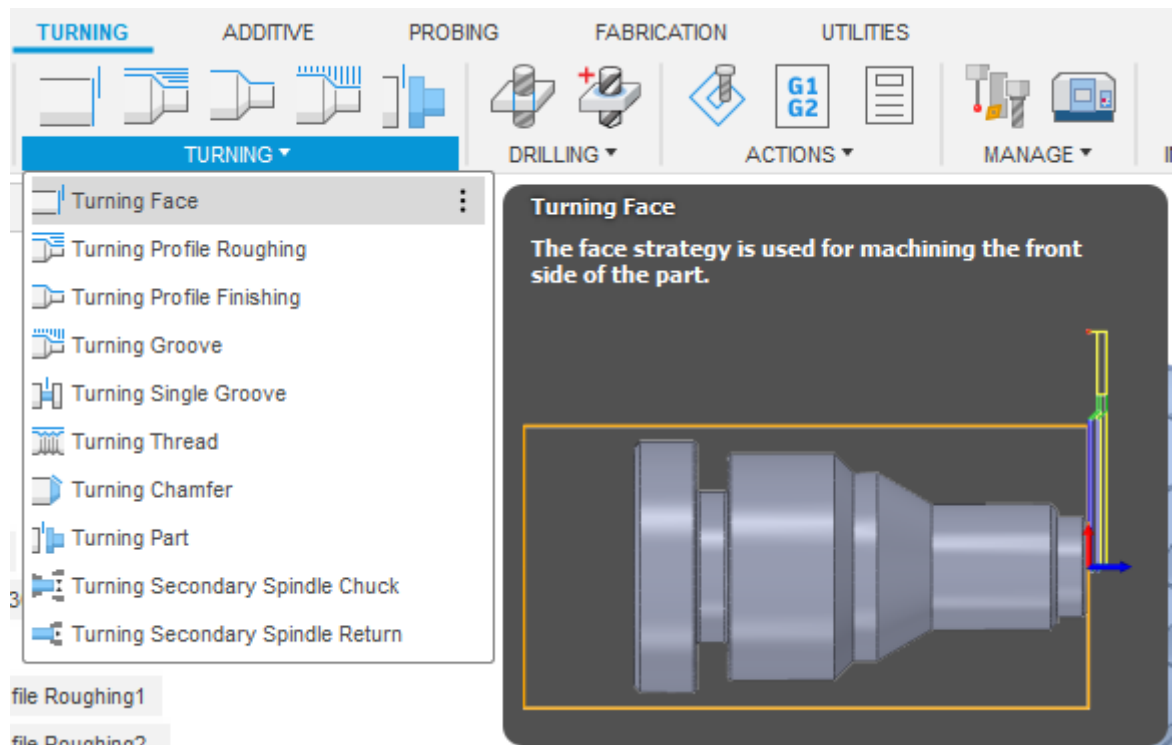 TURNING ADDITIVE PROBING FABRICATION UTILITIES
G1
G2
TURNING DRILLING ACTIONS MANAGE
Turning Face
Turning Profile Roughing
Turning Profile Finishing
Turning Groove
Turning Single Groove
Turning Thread
Turning Chamfer
Turning Part
Turning Secondary Spindle Chuck
Turning Secondary Spindle Return
Turning Face
The face strategy is used for machining the front
side of the part.
file Roughing1
file Roughing2